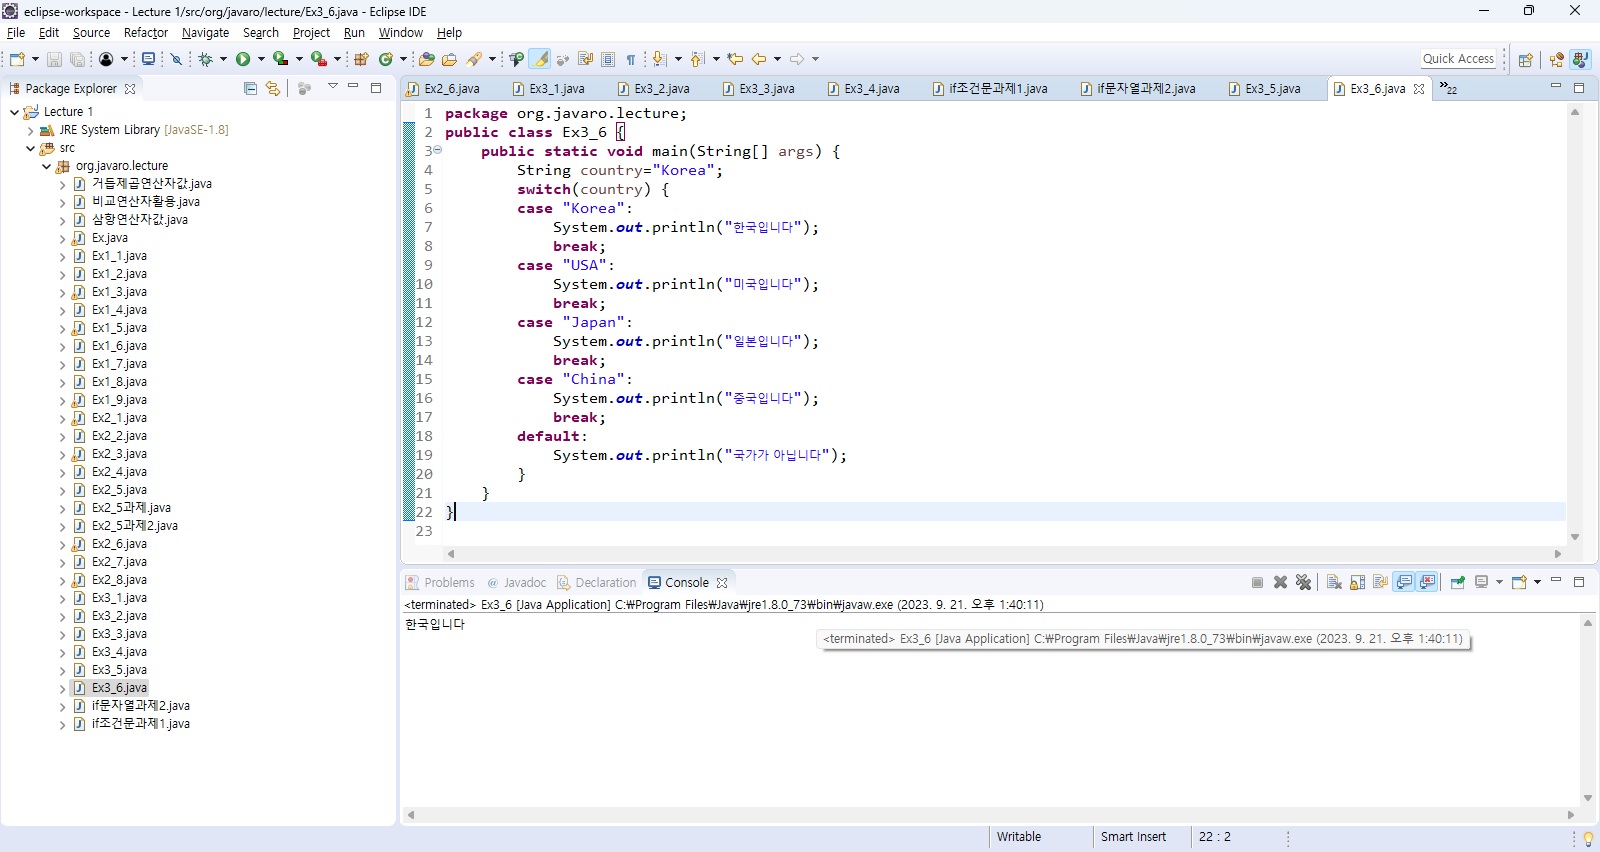 eclipse-workspace - Lecture 1/src/org/javaro/lecture/Ex3_6.java - Eclipse IDE
File Edit Source Refactor Navigate Search Project Run Window Help
Quick Access
Package Explorer
Lecture 1
JRE System Library [JavaSE-1.8]
src
org.javaro.lecture
거듭제곱연산자값.java
비교연산자활용.java
삼항연산자값.java
Ex.java
Ex1_1.java
Ex1_2.java
Ex1_3.java
Ex1_4.java
Ex1_5.java
Ex1_6.java
Ex1_7.java
Ex1_8.java
Ex1_9.java
Ex2_1.java
Ex2_2.java
Ex2_3.java
Ex2_4.java
Ex2_5.java
Ex2_5과제.java
Ex2_5과제2.java
Ex2_6.java
Ex2_7.java
Ex2_8.java
Ex3_1.java
Ex3_2.java
Ex3_3.java
Ex3_4.java
Ex3_5.java
Ex3_6.java
if문자열과제2.java
if조건문과제1.java
Ex2_6.java Ex3_1.java Ex3_2.java Ex3_3.java Ex3_4.java if조건문과제1.java if문자열과제2.java Ex3_5.java Ex3_6.java »22
1 package org.javaro.lecture;
2 public class Ex3_6 {
3 public static void main(String[] args) {
4 String country="Korea";
5 switch(country) {
6 case "Korea":
7 System.out.println("한국입니다");
8 break;
9 case "USA":
10 System.out.println("미국입니다");
11 break;
12 case "Japan":
13 System.out.println("일본입니다");
14 break;
15 case "China":
16 System.out.println("중국입니다");
17 break;
18 default:
19 System.out.println("국가가 아닙니다");
20 }
21 }
22 }
23
Problems @ Javadoc Declaration Console
<terminated> Ex3_6 [Java Application] C:₩Program Files₩Java₩jre1.8.0_73₩bin₩javaw.exe (2023. 9. 21. 오후 1:40:11)
한국입니다
<terminated> Ex3_6 [Java Application] C:₩Program Files₩Java₩jre1.8.0_73₩bin₩javaw.exe (2023. 9. 21. 오후 1:40:11)
Writable Smart Insert 22 : 2